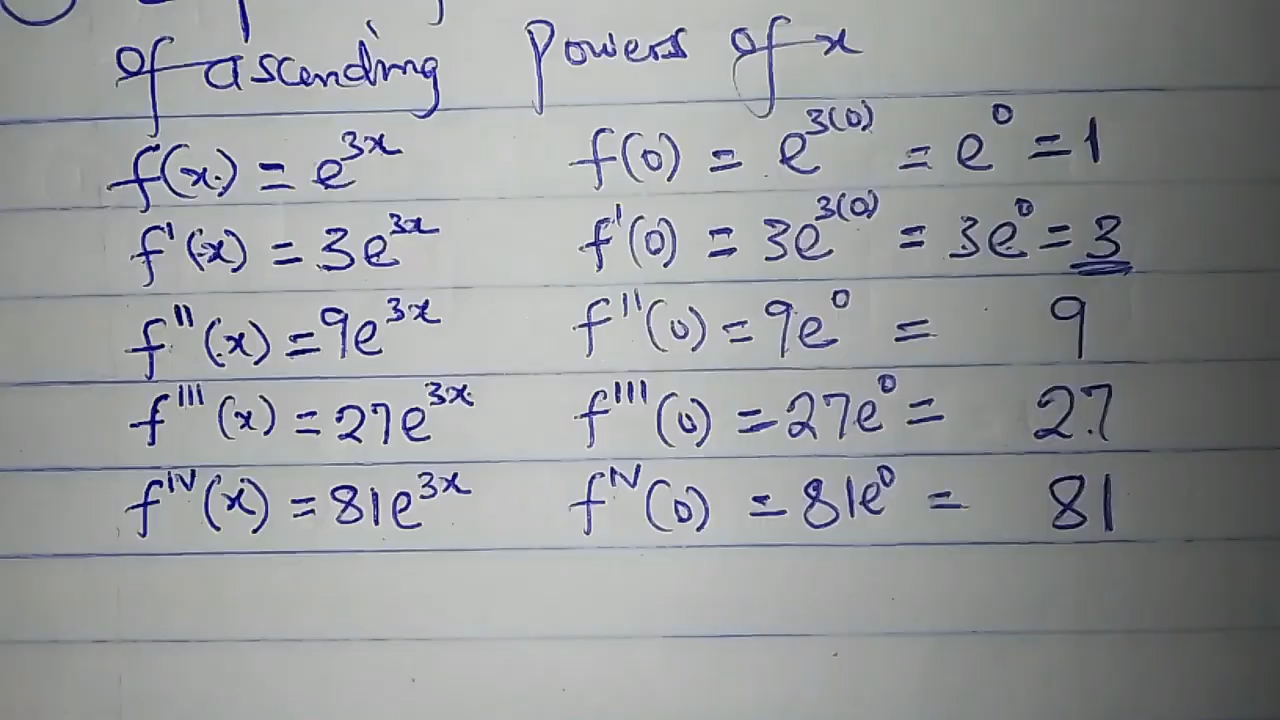 of ascending Powers of x
f(x) = e^{3x} f(0) = e^{3(0)} = e^0 = 1
f'(x) = 3e^{3x} f'(0) = 3e^{3(0)} = 3e^0 = 3
f''(x) = 9e^{3x} f''(0) = 9e^0 = 9
f'''(x) = 27e^{3x} f'''(0) = 27e^0 = 27
f^{IV}(x) = 81e^{3x} f^{IV}(0) = 81e^0 = 81